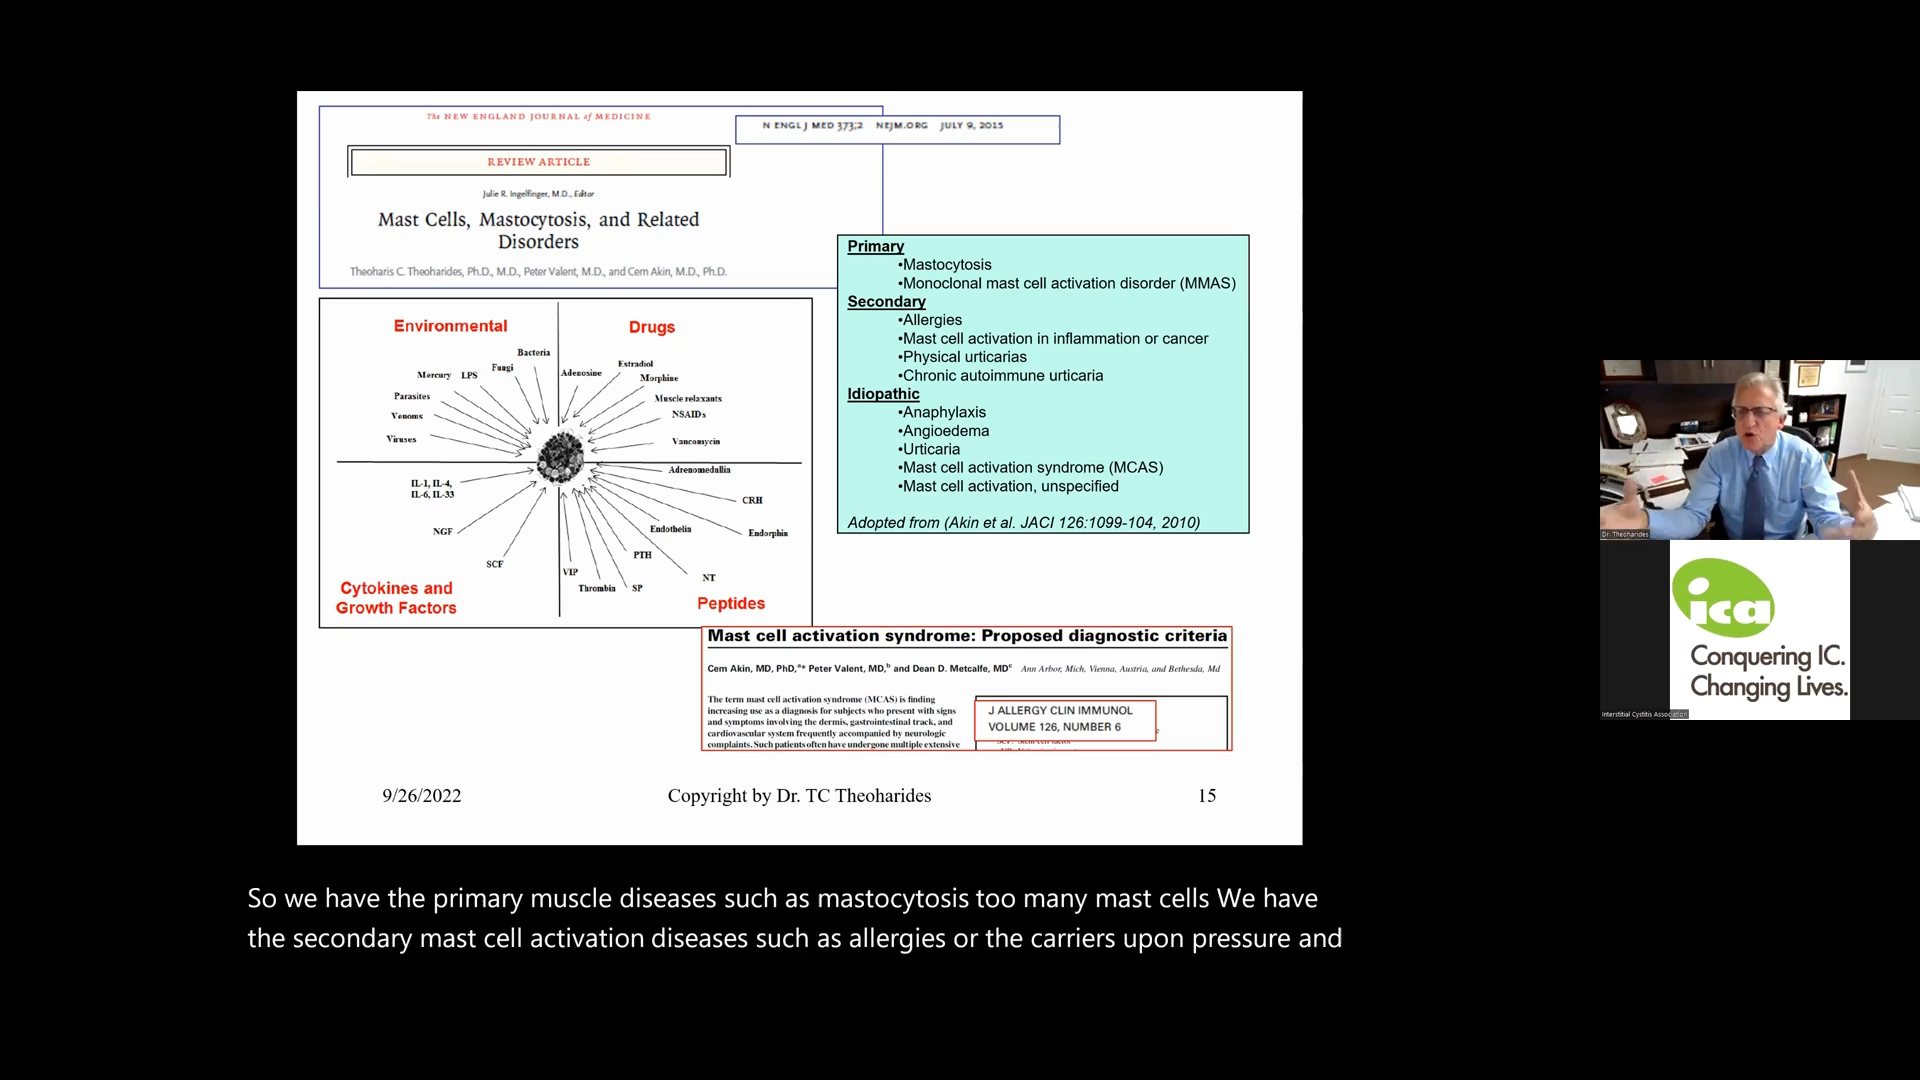 The NEW ENGLAND JOURNAL of MEDICINE
N ENGL J MED 373;2 NEJM.ORG JULY 9, 2015
REVIEW ARTICLE
Julie R. Ingelfinger, M.D., Editor
Mast Cells, Mastocytosis, and Related
Disorders
Theoharis C. Theoharides, Ph.D., M.D., Peter Valent, M.D., and Cem Akin, M.D., Ph.D.
Primary
•Mastocytosis
•Monoclonal mast cell activation disorder (MMAS)
Secondary
•Allergies
•Mast cell activation in inflammation or cancer
•Physical urticarias
•Chronic autoimmune urticaria
Idiopathic
•Anaphylaxis
•Angioedema
•Urticaria
•Mast cell activation syndrome (MCAS)
•Mast cell activation, unspecified
Adopted from (Akin et al. JACI 126:1099-104, 2010)
Environmental
Bacteria
Fungi
LPS
Mercury
Parasites
Venoms
Viruses
Drugs
Adenosine
Estradiol
Morphine
Muscle relaxants
NSAIDs
Vancomycin
IL-1, IL-4,
IL-6, IL-33
NGF
SCF
Cytokines and
Growth Factors
Adrenomedullin
CRH
Endorphin
Endothelin
PTH
NT
VIP
Thrombin
SP
Peptides
Mast cell activation syndrome: Proposed diagnostic criteria
Cem Akin, MD, PhD,a* Peter Valent, MD,b and Dean D. Metcalfe, MDc Ann Arbor, Mich, Vienna, Austria, and Bethesda, Md
The term mast cell activation syndrome (MCAS) is finding
increasing use as a diagnosis for subjects who present with signs
and symptoms involving the dermis, gastrointestinal track, and
cardiovascular system frequently accompanied by neurologic
complaints. Such patients often have undergone multiple extensive
J ALLERGY CLIN IMMUNOL
VOLUME 126, NUMBER 6
9/26/2022
Copyright by Dr. TC Theoharides
15
Dr. Theoharides
ica
Conquering IC.
Changing Lives.
Interstitial Cystitis Association
So we have the primary muscle diseases such as mastocytosis too many mast cells We have
the secondary mast cell activation diseases such as allergies or the carriers upon pressure and